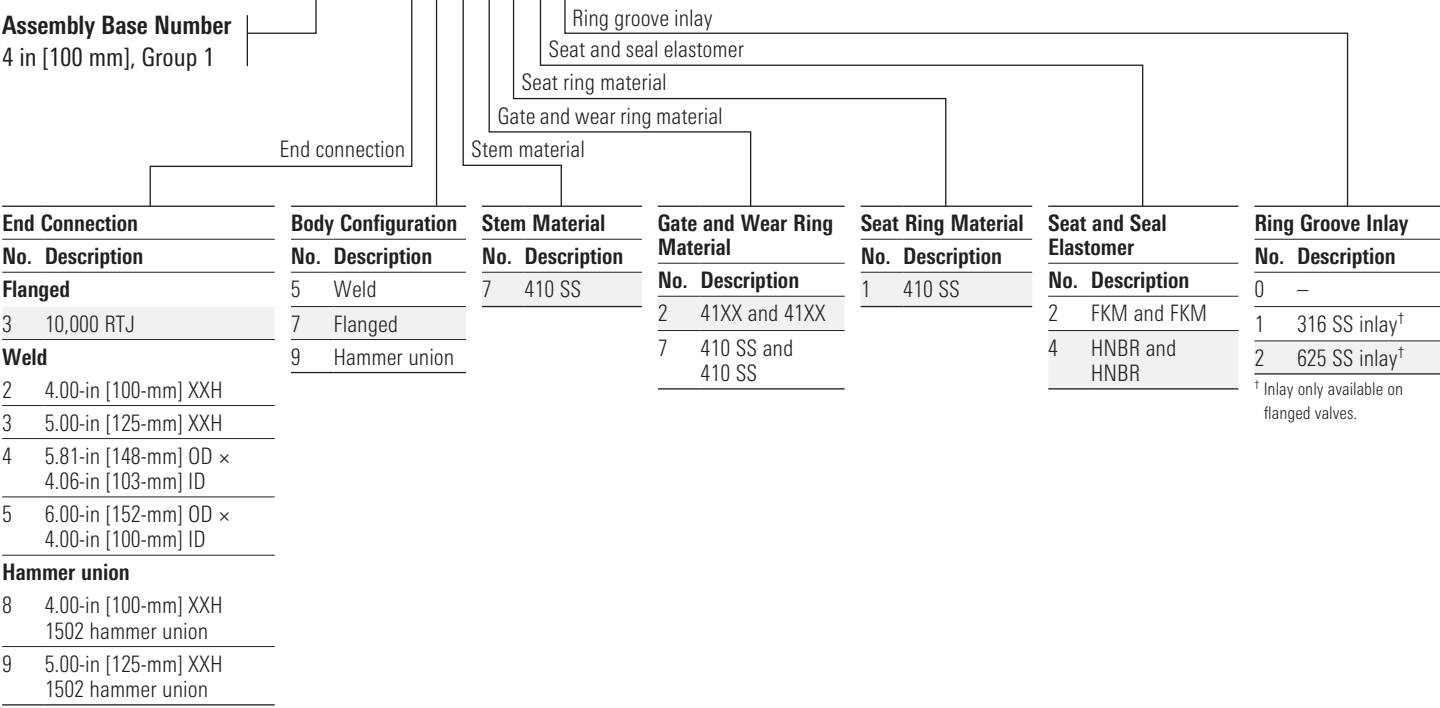 Assembly Base Number
4 in [100 mm], Group 1
Ring groove inlay
Seat and seal elastomer
Seat ring material
Gate and wear ring material
End connection
Stem material
End Connection
No. Description
Flanged
3 10,000 RTJ
Weld
2 4.00-in [100-mm] XXH
3 5.00-in [125-mm] XXH
4 5.81-in [148-mm] OD ×
4.06-in [103-mm] ID
5 6.00-in [152-mm] OD ×
4.00-in [100-mm] ID
Hammer union
8 4.00-in [100-mm] XXH
1502 hammer union
9 5.00-in [125-mm] XXH
1502 hammer union
Body Configuration
No. Description
5 Weld
7 Flanged
9 Hammer union
Stem Material
No. Description
7 410 SS
Gate and Wear Ring
Material
No. Description
2 41XX and 41XX
7 410 SS and
410 SS
Seat Ring Material
No. Description
1 410 SS
Seat and Seal
Elastomer
No. Description
2 FKM and FKM
4 HNBR and
HNBR
Ring Groove Inlay
No. Description
0 –
1 316 SS inlay†
2 625 SS inlay†
† Inlay only available on
flanged valves.